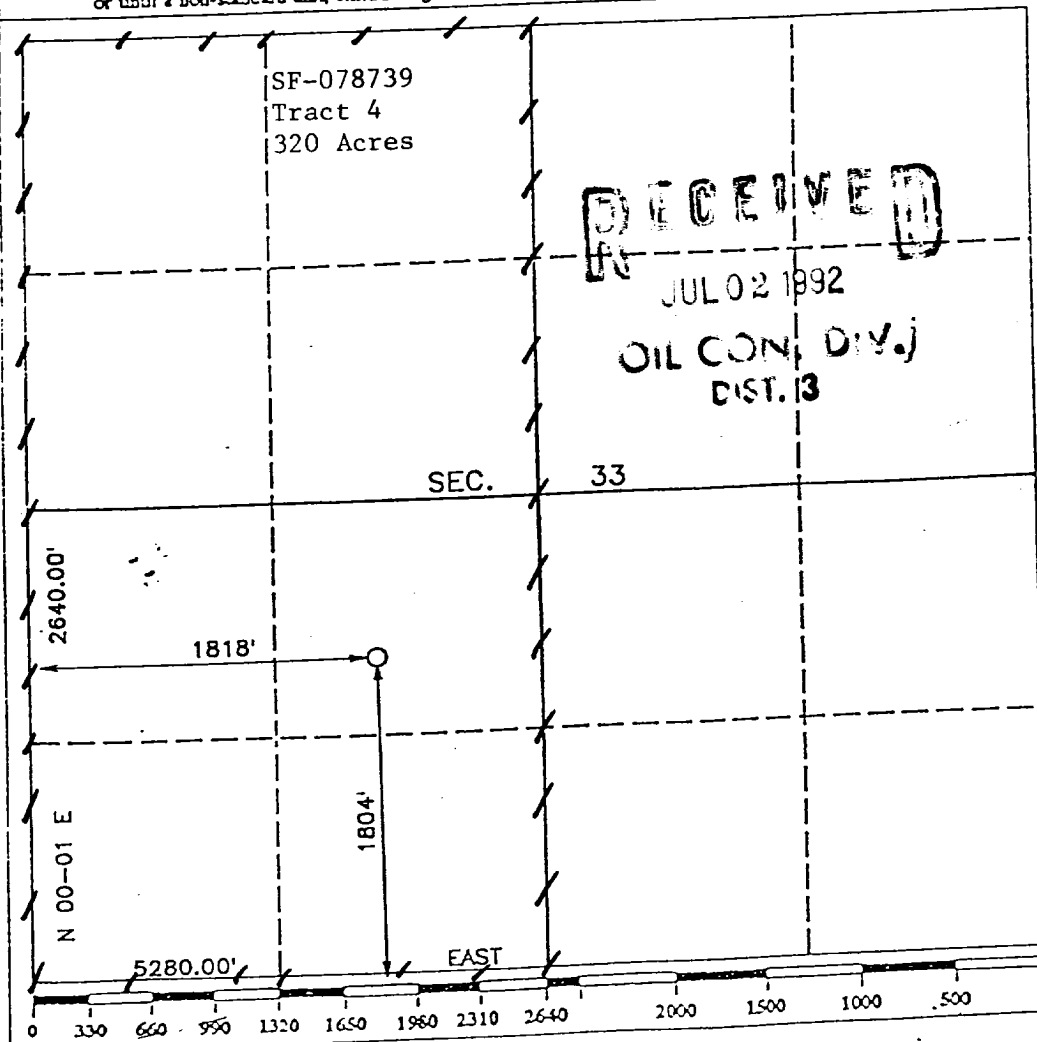 SF-078739
Tract 4
320 Acres
RECEIVED
JUL 02 1992
OIL CON. DIV.
DIST. 3
SEC. 33
2640.00'
1818'
1804'
N 00-01 E
5280.00'
EAST
0 330 660 990 1320 1650 1980 2310 2640 2000 1500 1000 500